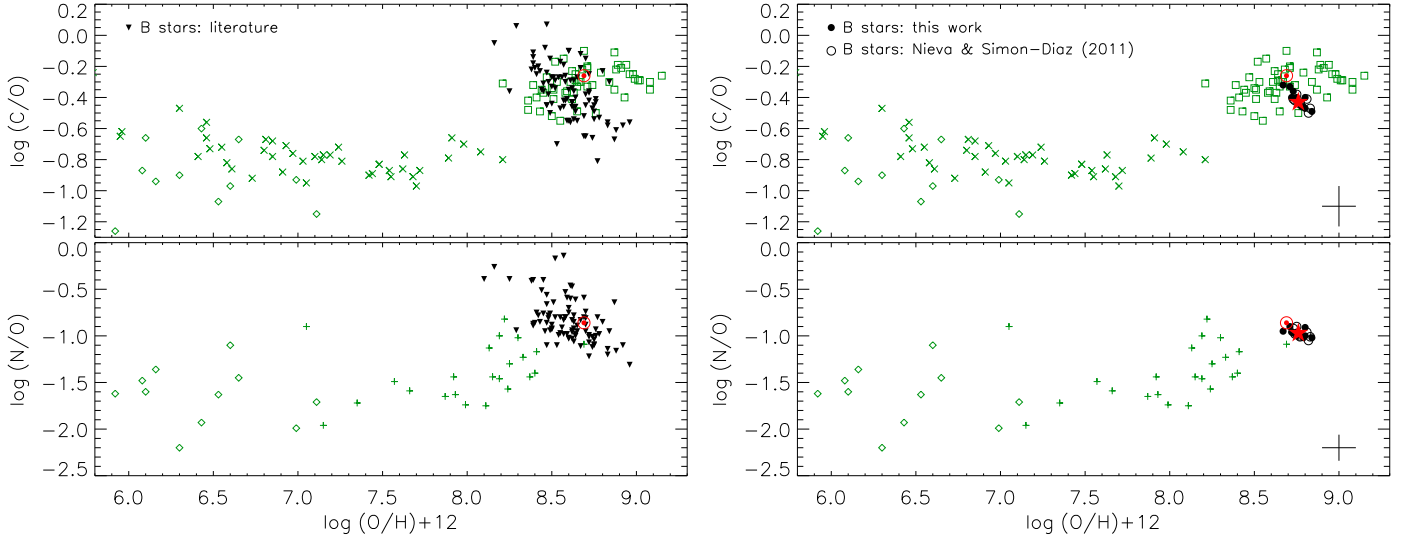 B stars: literature
log (C/O)
0.2
0.0
−0.2
−0.4
−0.6
−0.8
−1.0
−1.2
log (N/O)
0.0
−0.5
−1.0
−1.5
−2.0
−2.5
6.0 6.5 7.0 7.5 8.0 8.5 9.0
log (O/H)+12
B stars: this work
B stars: Nieva & Simon−Diaz (2011)
log (C/O)
0.2
0.0
−0.2
−0.4
−0.6
−0.8
−1.0
−1.2
log (N/O)
0.0
−0.5
−1.0
−1.5
−2.0
−2.5
6.0 6.5 7.0 7.5 8.0 8.5 9.0
log (O/H)+12